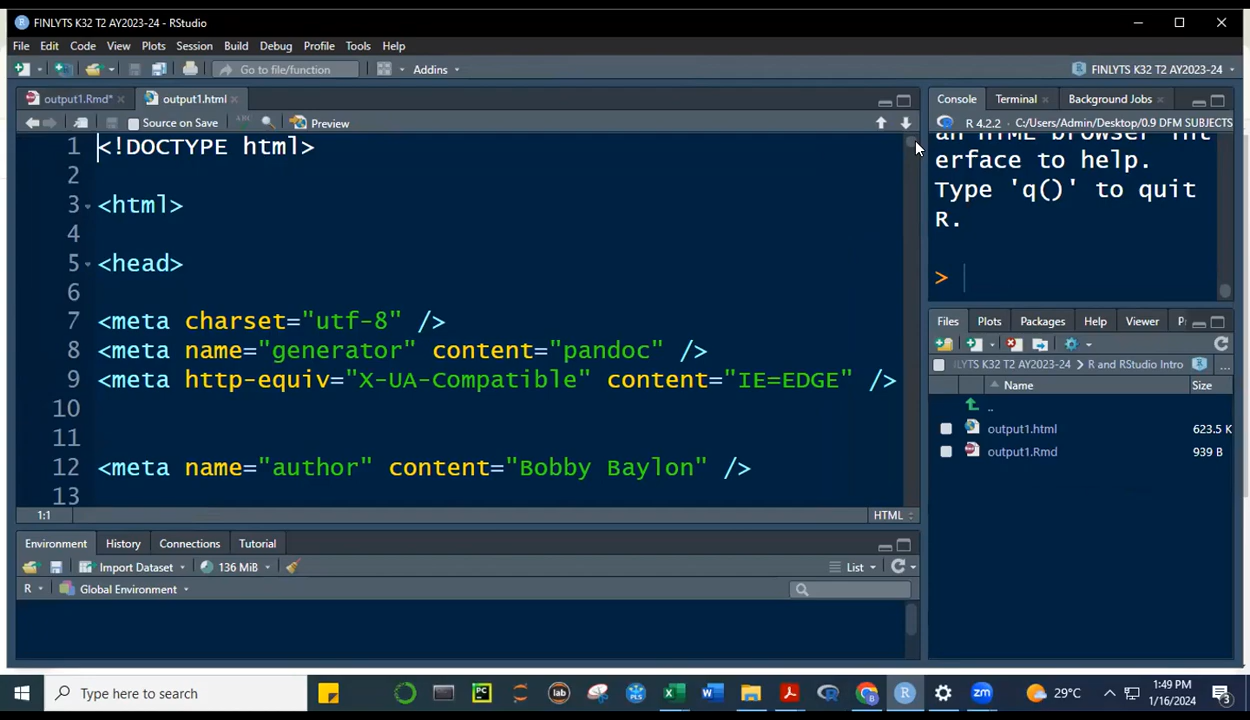 FINLYTS K32 T2 AY2023-24 - RStudio
File Edit Code View Plots Session Build Debug Profile Tools Help
Go to file/function Addins FINLYTS K32 T2 AY2023-24
output1.Rmd* output1.html
Source on Save Preview
1 <!DOCTYPE html>
2
3 <html>
4
5 <head>
6
7 <meta charset="utf-8" />
8 <meta name="generator" content="pandoc" />
9 <meta http-equiv="X-UA-Compatible" content="IE=EDGE" />
10
11
12 <meta name="author" content="Bobby Baylon" />
13
1:1 HTML
Environment History Connections Tutorial
Import Dataset 136 MiB List
R Global Environment
Console Terminal Background Jobs
R 4.2.2 · C:/Users/Admin/Desktop/0.9 DFM SUBJECTS
an HTML browser int
erface to help.
Type 'q()' to quit
R.
>
Files Plots Packages Help Viewer
LYTS K32 T2 AY2023-24 R and RStudio Intro ...
Name Size
..
output1.html 623.5 K
output1.Rmd 939 B
Type here to search PC lab 29°C 1:49 PM
1/16/2024 3